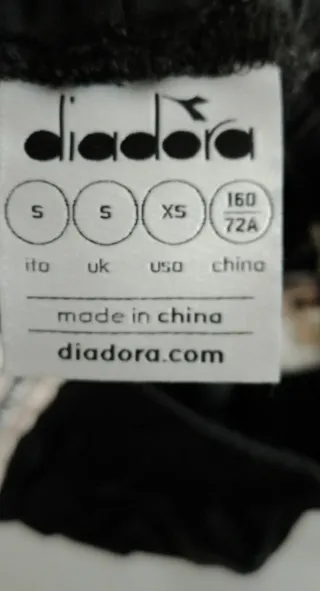 diadora
S S XS 160
72A
ita uk usa china
made in china
diadora.com